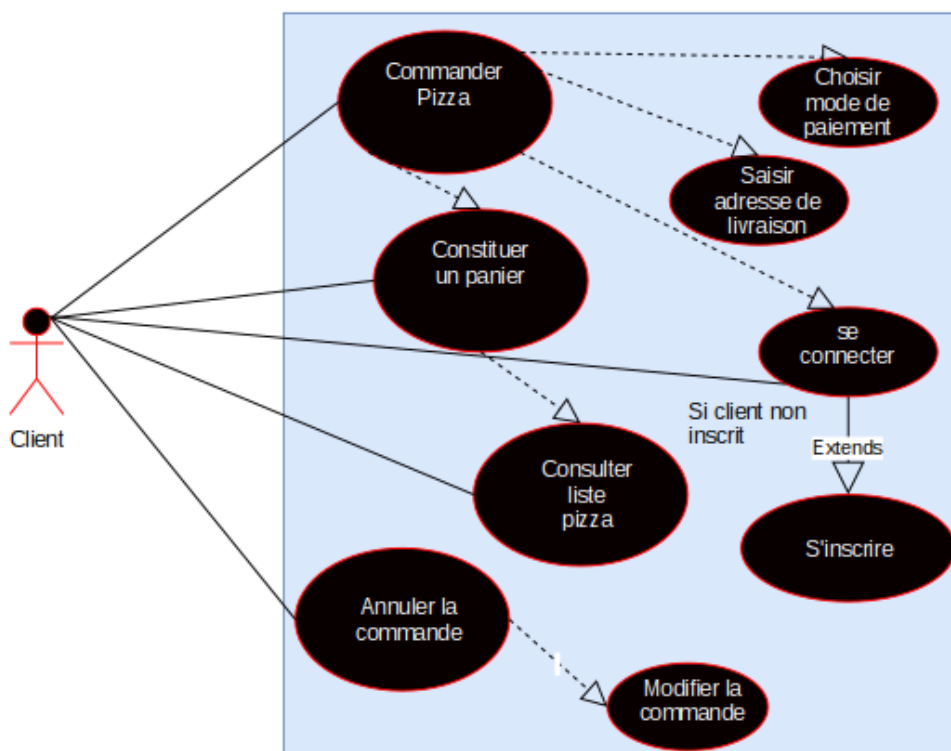 Commander
Pizza
Choisir
mode de
paiement
Saisir
adresse de
livraison
Constituer
un panier
se
connecter
Client
Si client non
inscrit
Extends
Consulter
liste
pizza
S'inscrire
Annuler la
commande
Modifier la
commande